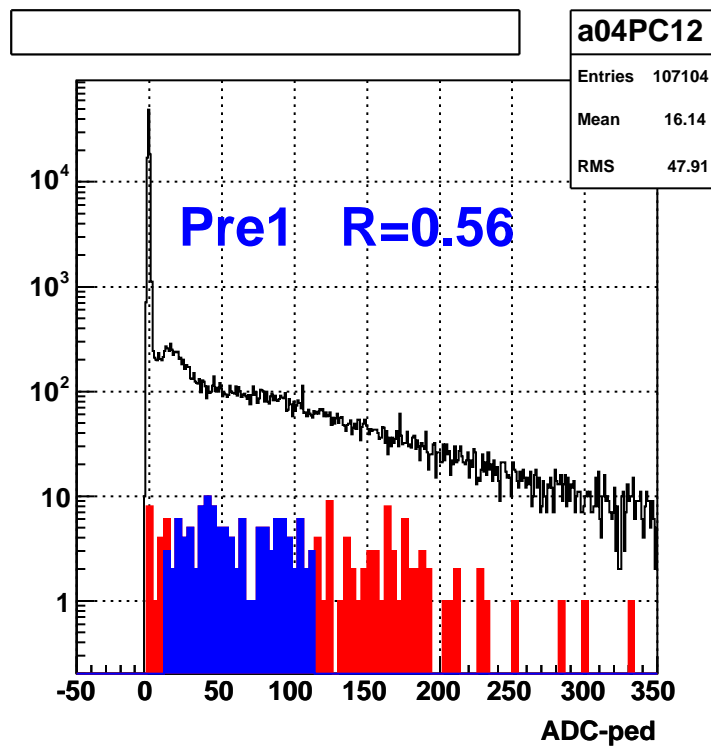 a04PC12
Entries 107104
Mean 16.14
RMS 47.91
Pre1 R=0.56
10^4
10^3
10^2
10
1
-50 0 50 100 150 200 250 300 350
ADC-ped